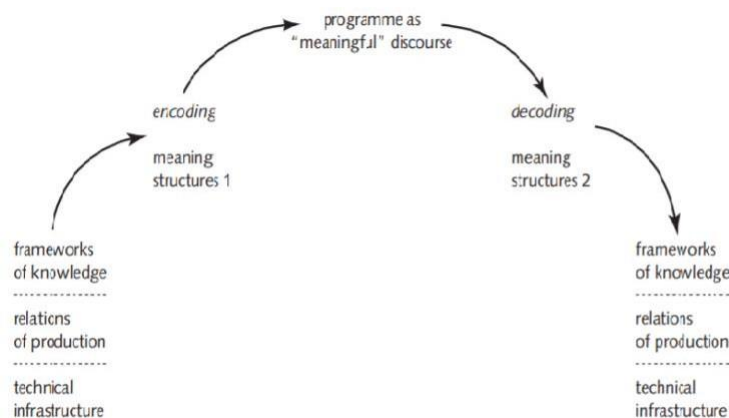 programme as
"meaningful" discourse
encoding
meaning
structures 1
decoding
meaning
structures 2
frameworks
of knowledge
relations
of production
technical
infrastructure
frameworks
of knowledge
relations
of production
technical
infrastructure